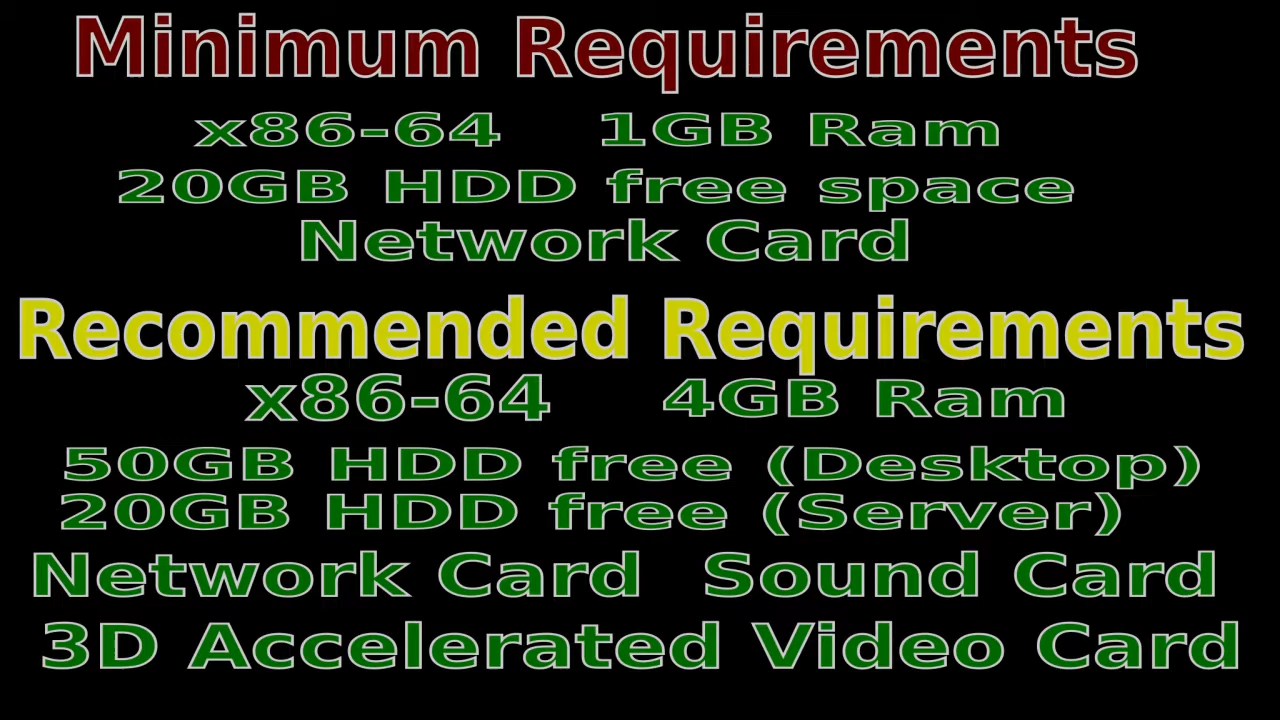 Minimum Requirements
x86-64 1GB Ram
20GB HDD free space
Network Card
Recommended Requirements
x86-64 4GB Ram
50GB HDD free (Desktop)
20GB HDD free (Server)
Network Card Sound Card
3D Accelerated Video Card